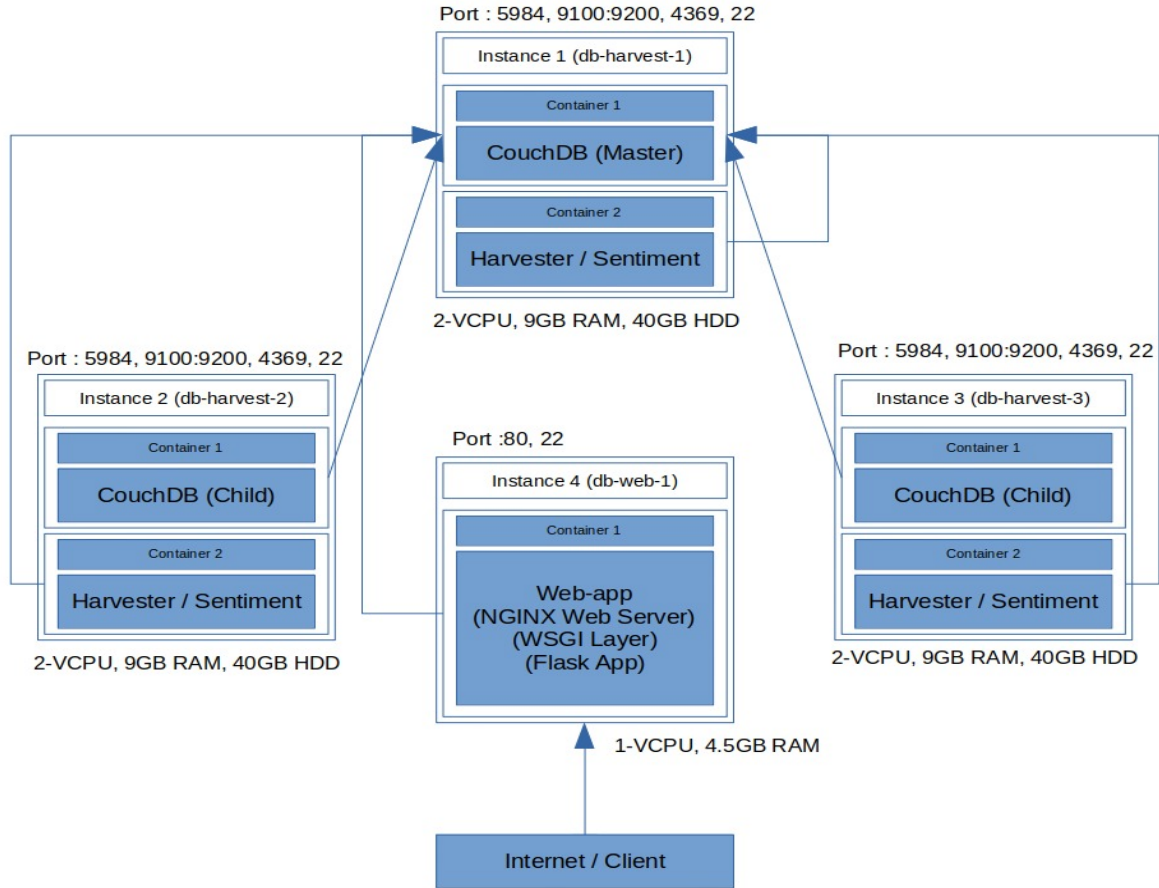 Port : 5984, 9100:9200, 4369, 22
Instance 1 (db-harvest-1)
Container 1
CouchDB (Master)
Container 2
Harvester / Sentiment
2-VCPU, 9GB RAM, 40GB HDD
Port : 5984, 9100:9200, 4369, 22
Instance 2 (db-harvest-2)
Container 1
CouchDB (Child)
Container 2
Harvester / Sentiment
2-VCPU, 9GB RAM, 40GB HDD
Port :80, 22
Instance 4 (db-web-1)
Container 1
Web-app
(NGINX Web Server)
(WSGI Layer)
(Flask App)
1-VCPU, 4.5GB RAM
Port : 5984, 9100:9200, 4369, 22
Instance 3 (db-harvest-3)
Container 1
CouchDB (Child)
Container 2
Harvester / Sentiment
2-VCPU, 9GB RAM, 40GB HDD
Internet / Client